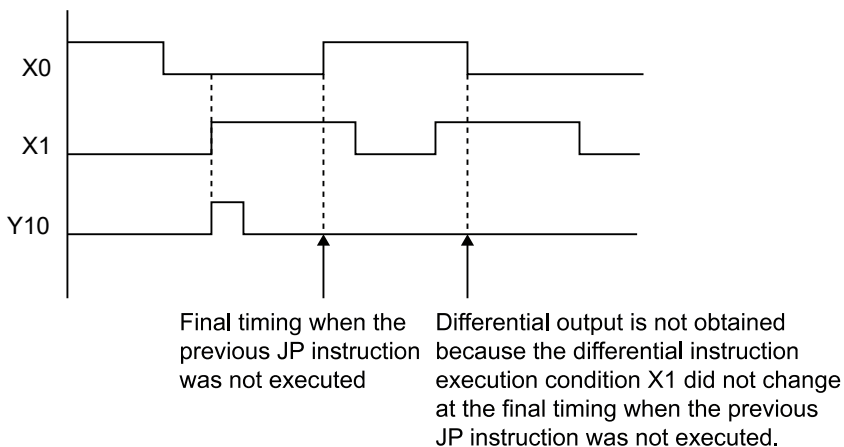 X0
X1
Y10
Final timing when the
previous JP instruction
was not executed
Differential output is not obtained
because the differential instruction
execution condition X1 did not change
at the final timing when the previous
JP instruction was not executed.